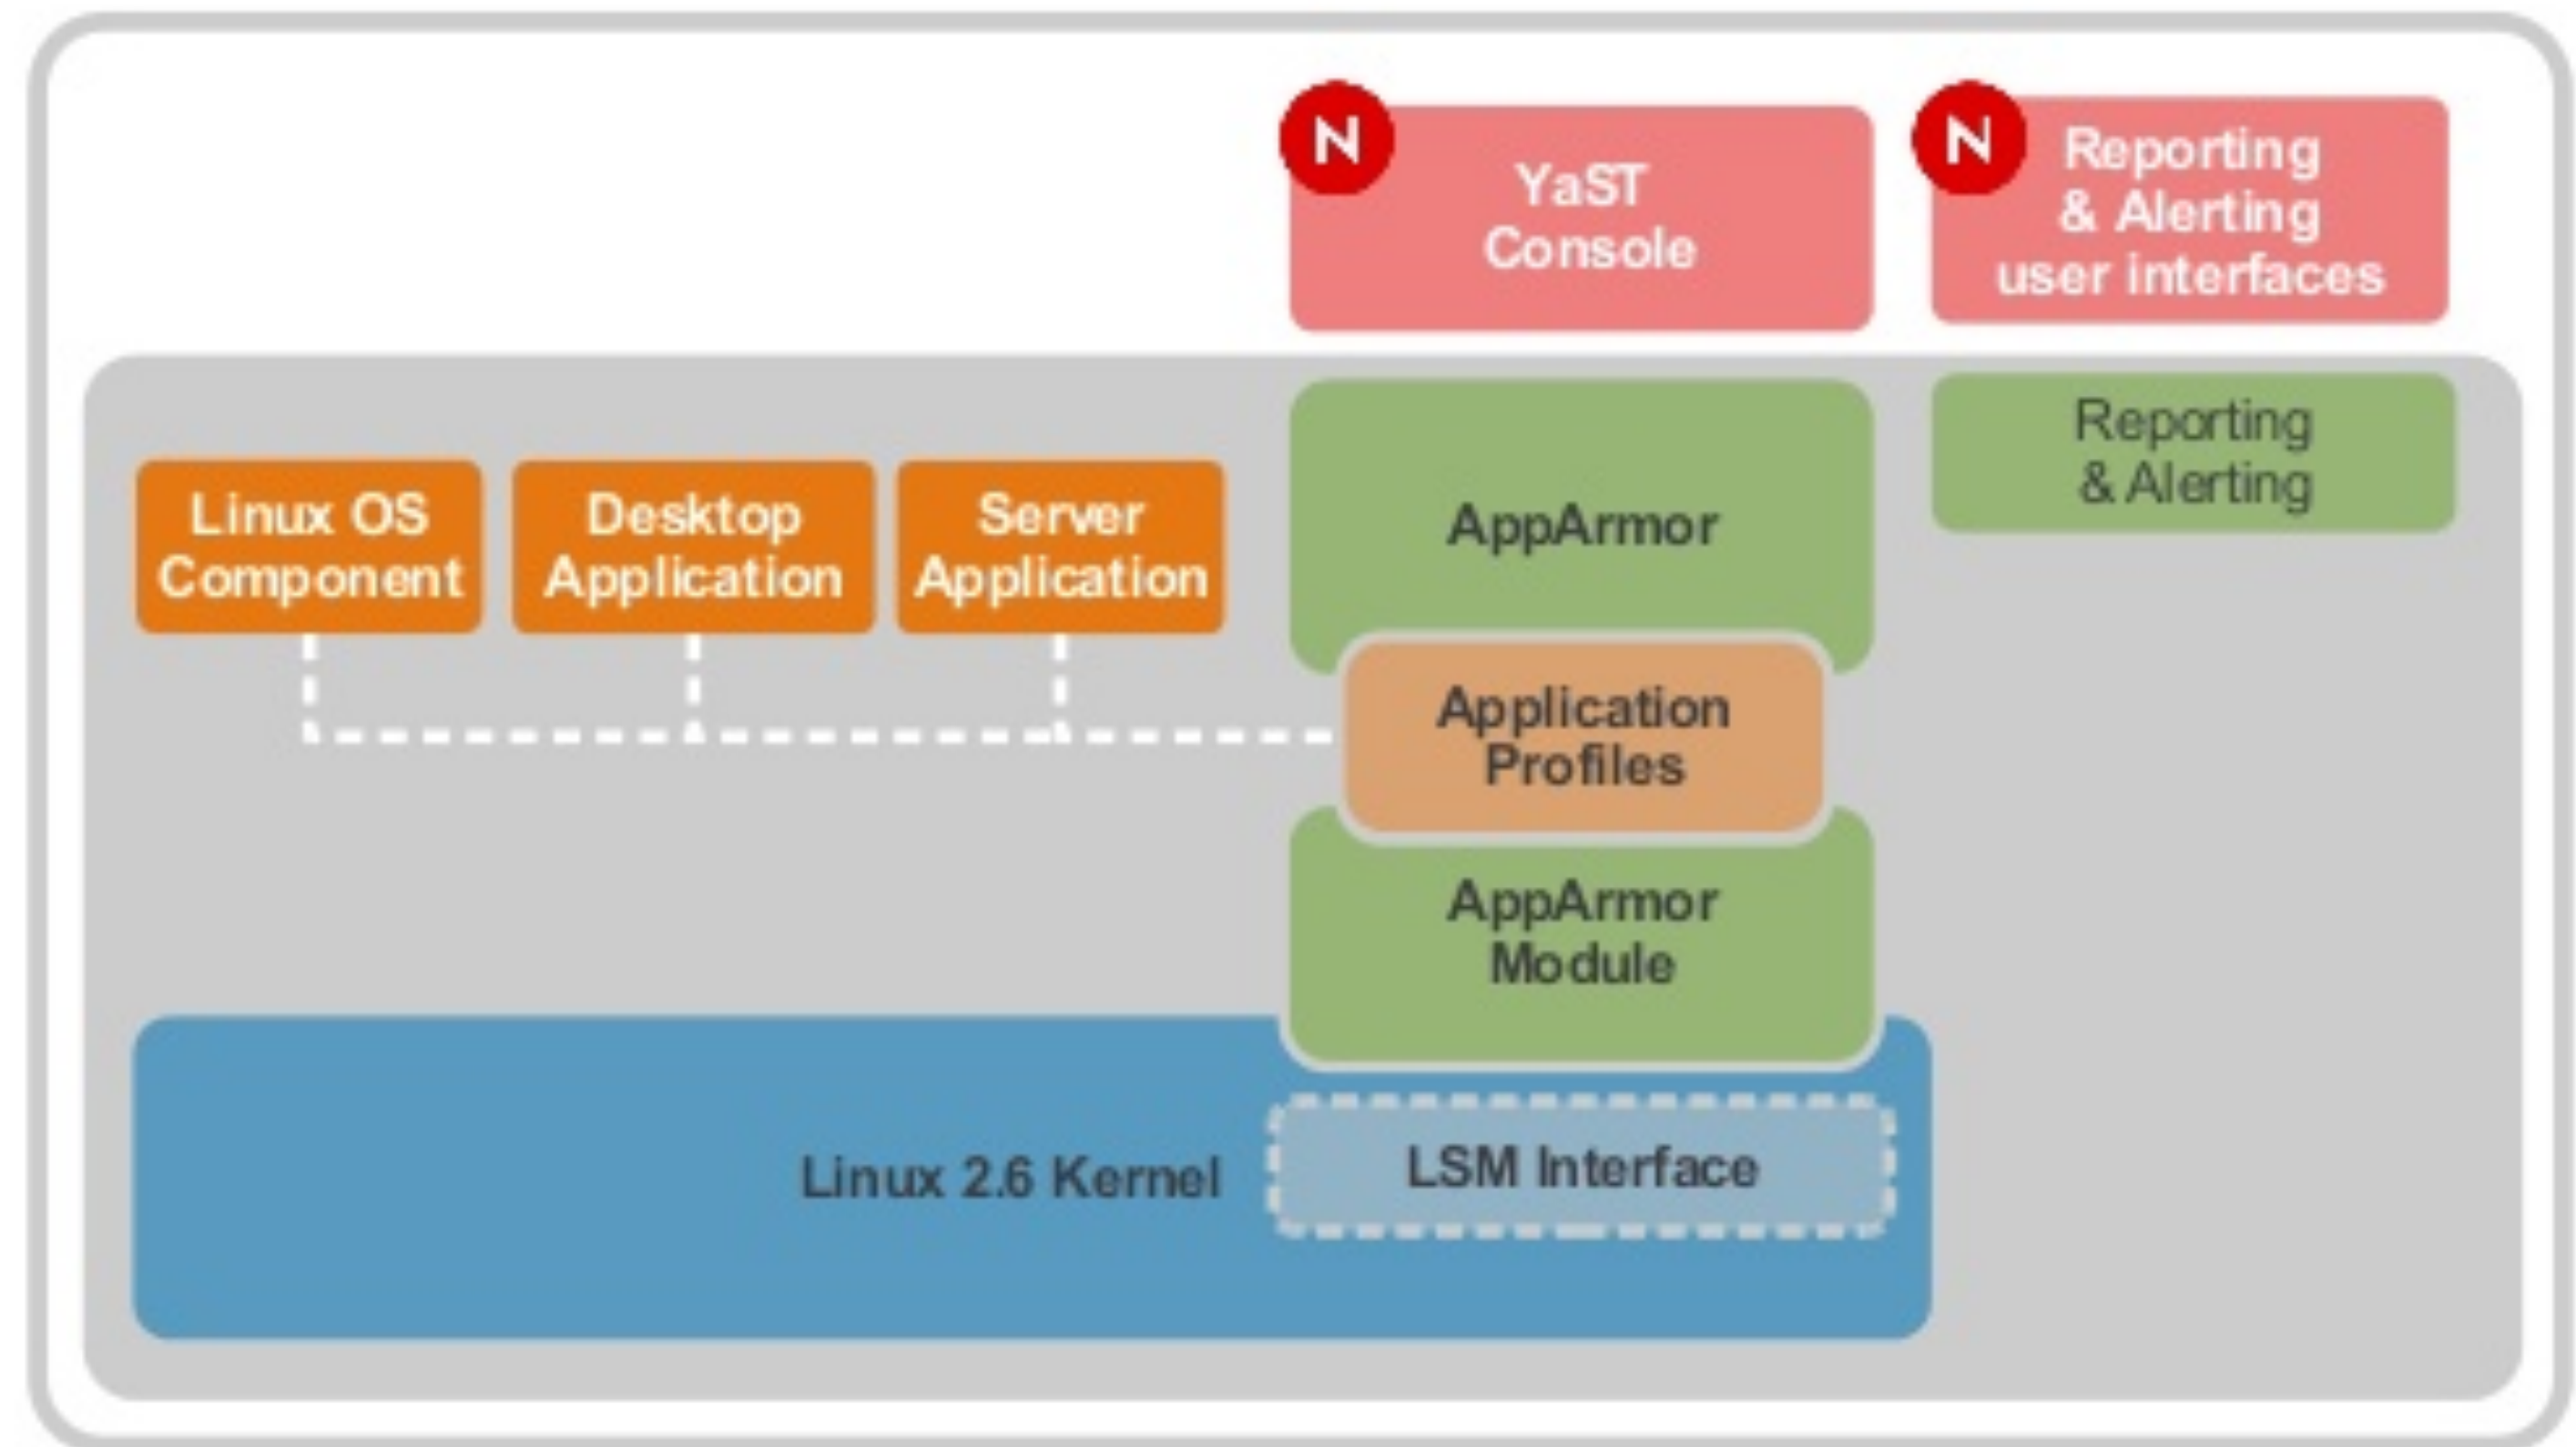 N
YaST
Console
N
Reporting
& Alerting
user interfaces
Linux OS
Component
Desktop
Application
Server
Application
AppArmor
Reporting
& Alerting
Application
Profiles
AppArmor
Module
Linux 2.6 Kernel
LSM Interface